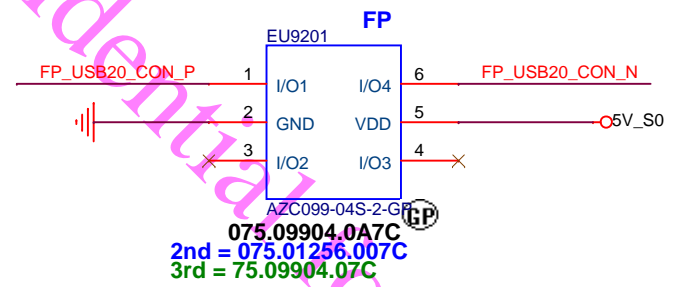 FP
EU9201
FP_USB20_CON_P 1 I/O1 I/O4 6 FP_USB20_CON_N
2 GND VDD 5 5V_S0
3 I/O2 I/O3 4
AZC099-04S-2-GP
GP
075.09904.0A7C
2nd = 075.01256.007C
3rd = 75.09904.07C
dential